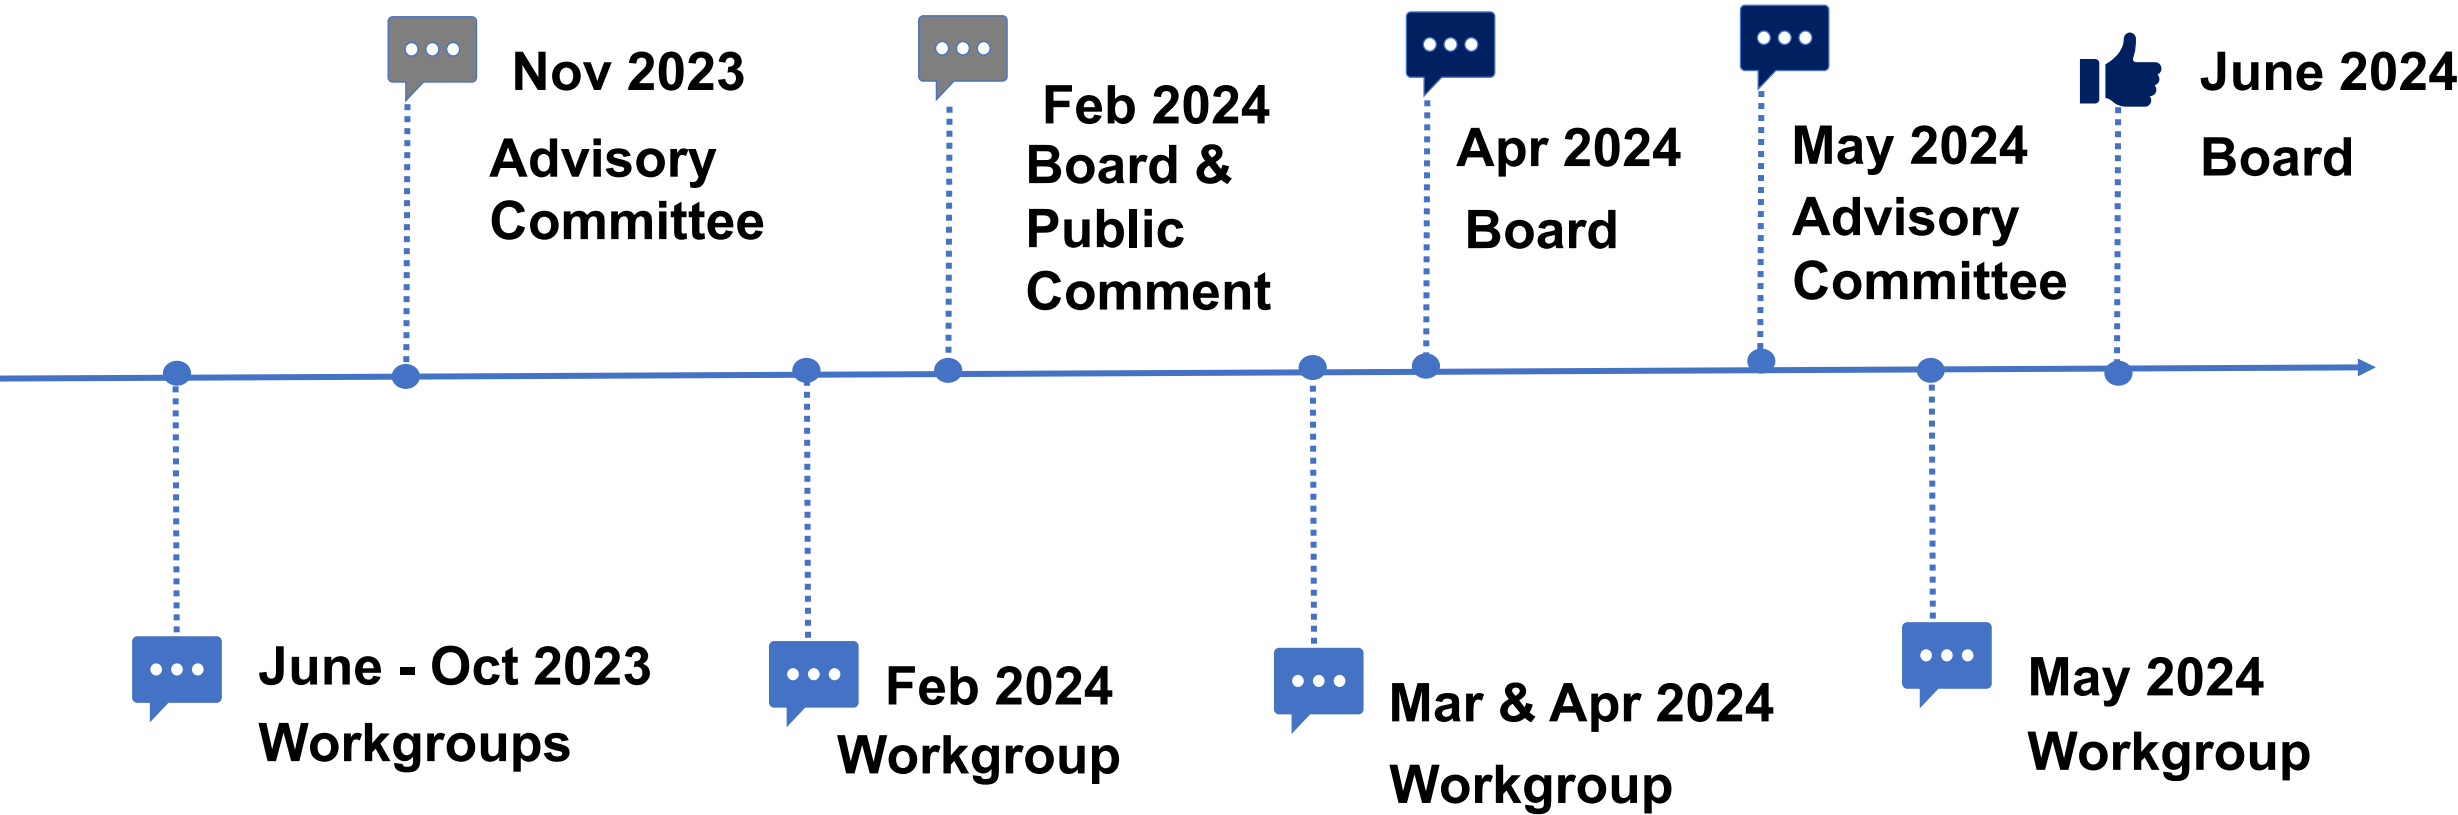 Nov 2023
Advisory
Committee
Feb 2024
Board &
Public
Comment
Apr 2024
Board
May 2024
Advisory
Committee
June 2024
Board
June - Oct 2023
Workgroups
Feb 2024
Workgroup
Mar & Apr 2024
Workgroup
May 2024
Workgroup